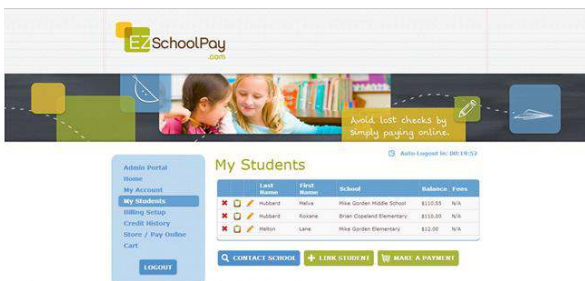 EZSchoolPay
.com
Avoid lost checks by
simply paying online.
Auto-Logout in: 00:19:53
Admin Portal
Home
My Account
My Students
Billing Setup
Credit History
Store / Pay Online
Cart
LOGOUT
My Students
Last Name First Name School Balance Fees
Hubbard Melva Mike Gorden Middle School $110.55 N/A
Hubbard Roxane Brian Copeland Elementary $110.00 N/A
Melton Lane Mike Gorden Elementary $12.00 N/A
CONTACT SCHOOL LINK STUDENT MAKE A PAYMENT